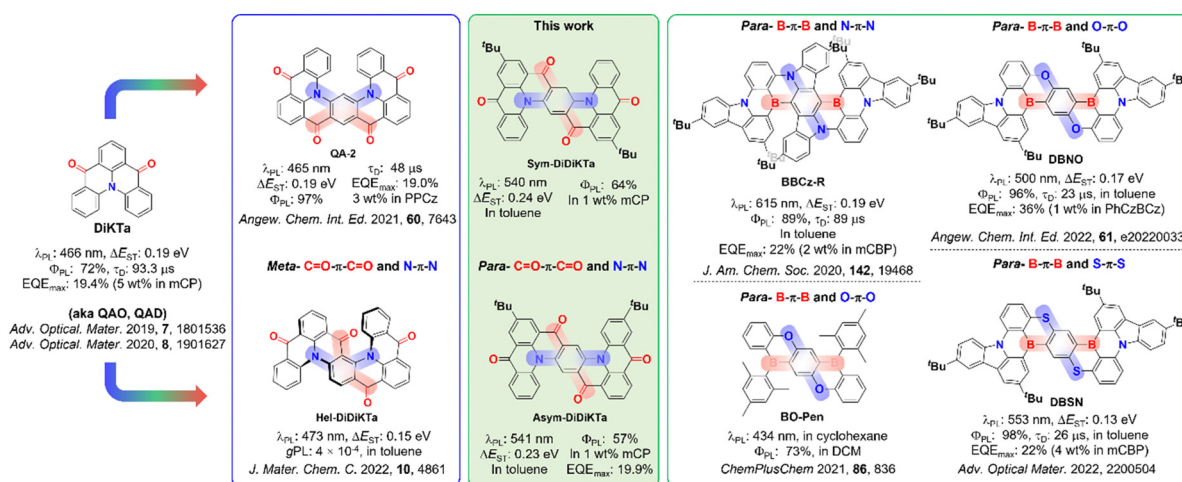 DiKTa
λPL: 466 nm, ΔEST: 0.19 eV
ΦPL: 72%, τD: 93.3 μs
EQEmax: 19.4% (5 wt% in mCP)
(aka QAO, QAD)
Adv. Optical. Mater. 2019, 7, 1801536
Adv. Optical. Mater. 2020, 8, 1901627
QA-2
λPL: 465 nm τD: 48 μs
ΔEST: 0.19 eV EQEmax: 19.0%
ΦPL: 97% 3 wt% in PPCz
Angew. Chem. Int. Ed. 2021, 60, 7643
Meta- C=O-π-C=O and N-π-N
Hel-DiDiKTa
λPL: 473 nm, ΔEST: 0.15 eV
gPL: 4 × 10-4, in toluene
J. Mater. Chem. C. 2022, 10, 4861
This work
tBu
tBu
Sym-DiDiKTa
λPL: 540 nm ΦPL: 64%
ΔEST: 0.24 eV In 1 wt% mCP
In toluene
Para- C=O-π-C=O and N-π-N
tBu
tBu
Asym-DiDiKTa
λPL: 541 nm ΦPL: 57%
ΔEST: 0.23 eV In 1 wt% mCP
In toluene EQEmax: 19.9%
Para- B-π-B and N-π-N
BBCz-R
λPL: 615 nm, ΔEST: 0.19 eV
ΦPL: 89%, τD: 89 μs
In toluene
EQEmax: 22% (2 wt% in mCBP)
J. Am. Chem. Soc. 2020, 142, 19468
Para- B-π-B and O-π-O
BO-Pen
λPL: 434 nm, in cyclohexane
ΦPL: 73%, in DCM
ChemPlusChem 2021, 86, 836
Para- B-π-B and O-π-O
DBNO
λPL: 500 nm, ΔEST: 0.17 eV
ΦPL: 96%, τD: 23 μs, in toluene
EQEmax: 36% (1 wt% in PhCzBCz)
Angew. Chem. Int. Ed. 2022, 61, e20220033
Para- B-π-B and S-π-S
DBSN
λPL: 553 nm, ΔEST: 0.13 eV
ΦPL: 98%, τD: 26 μs, in toluene
EQEmax: 22% (4 wt% in mCBP)
Adv. Optical Mater. 2022, 2200504